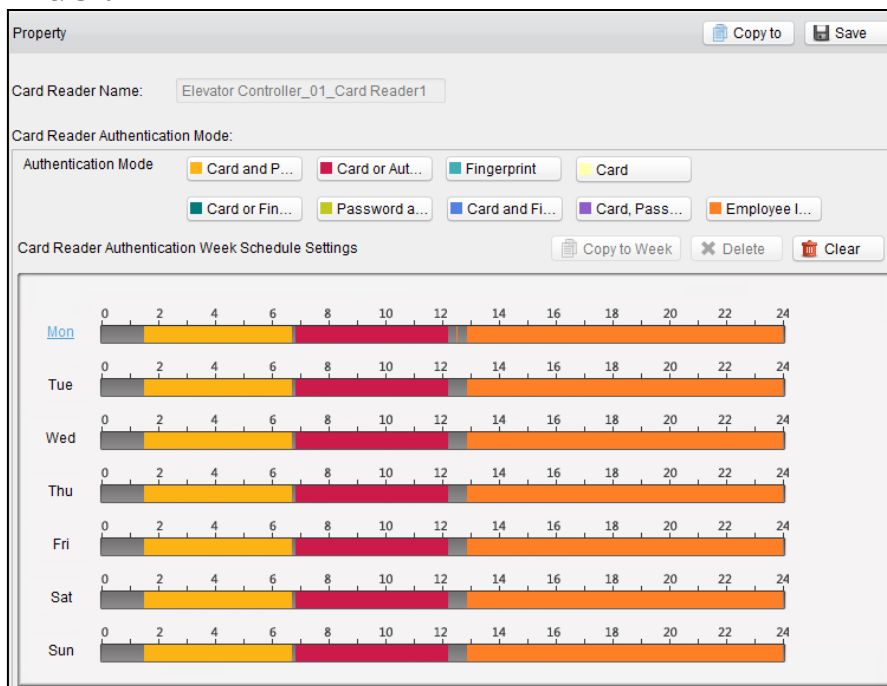 Property Copy to Save
Card Reader Name: Elevator Controller_01_Card Reader1
Card Reader Authentication Mode:
Authentication Mode Card and P... Card or Aut... Fingerprint Card
Card or Fin... Password a... Card and Fi... Card, Pass... Employee I...
Card Reader Authentication Week Schedule Settings Copy to Week Delete Clear
0 2 4 6 8 10 12 14 16 18 20 22 24
Mon
0 2 4 6 8 10 12 14 16 18 20 22 24
Tue
0 2 4 6 8 10 12 14 16 18 20 22 24
Wed
0 2 4 6 8 10 12 14 16 18 20 22 24
Thu
0 2 4 6 8 10 12 14 16 18 20 22 24
Fri
0 2 4 6 8 10 12 14 16 18 20 22 24
Sat
0 2 4 6 8 10 12 14 16 18 20 22 24
Sun